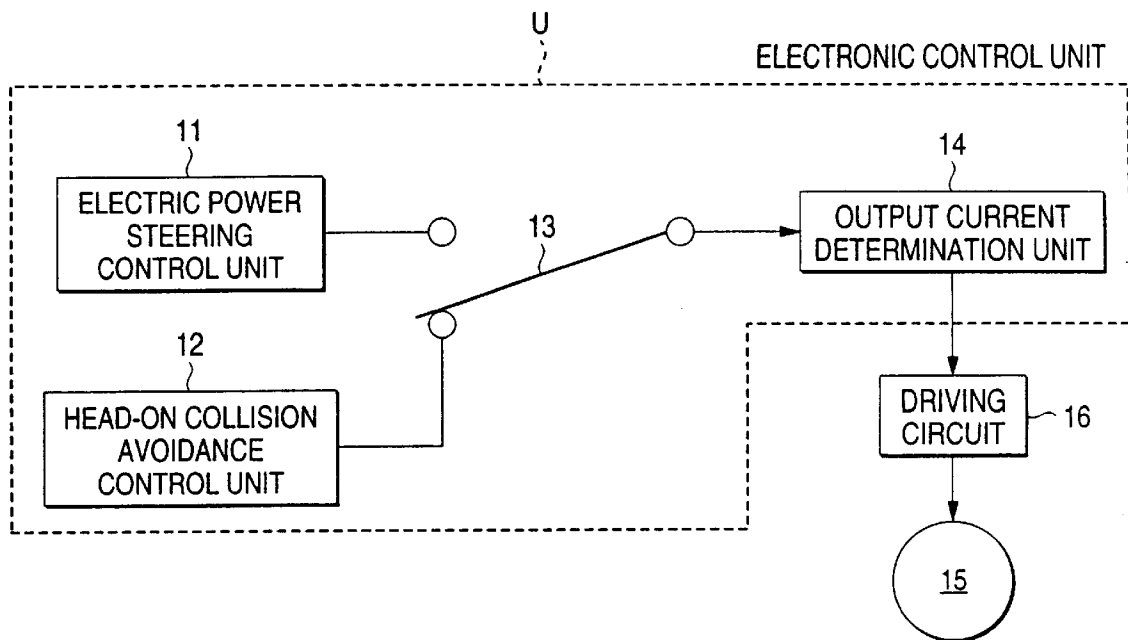 U
ELECTRONIC CONTROL UNIT
11
ELECTRIC POWER
STEERING
CONTROL UNIT
13
14
OUTPUT CURRENT
DETERMINATION UNIT
12
HEAD-ON COLLISION
AVOIDANCE
CONTROL UNIT
DRIVING
CIRCUIT
16
15